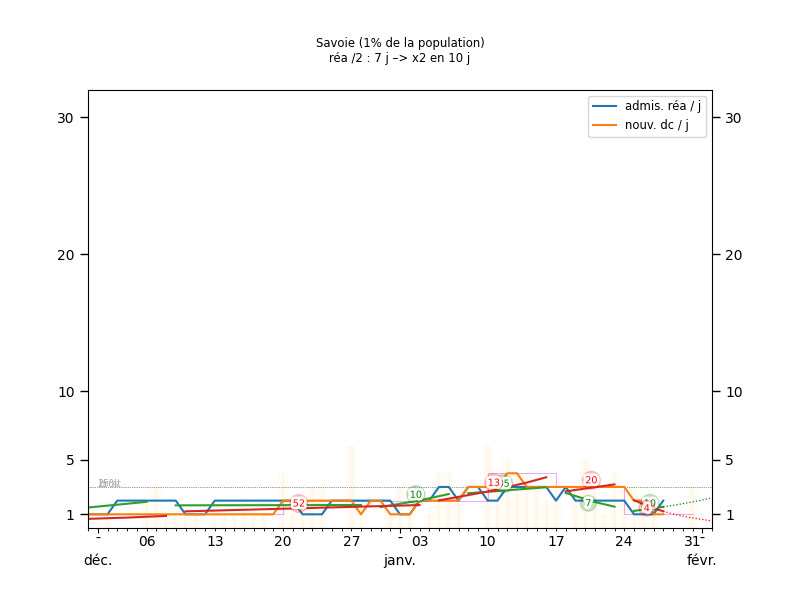 Savoie (1% de la population)
réa /2 : 7 j –> x2 en 10 j
admis. réa / j
nouv. dc / j
30 30
20 20
10 10
5 5
1 1
52
10
13
20
7
4
- 06 13 20 27 - 03 10 17 24 31 -
déc. janv. févr.